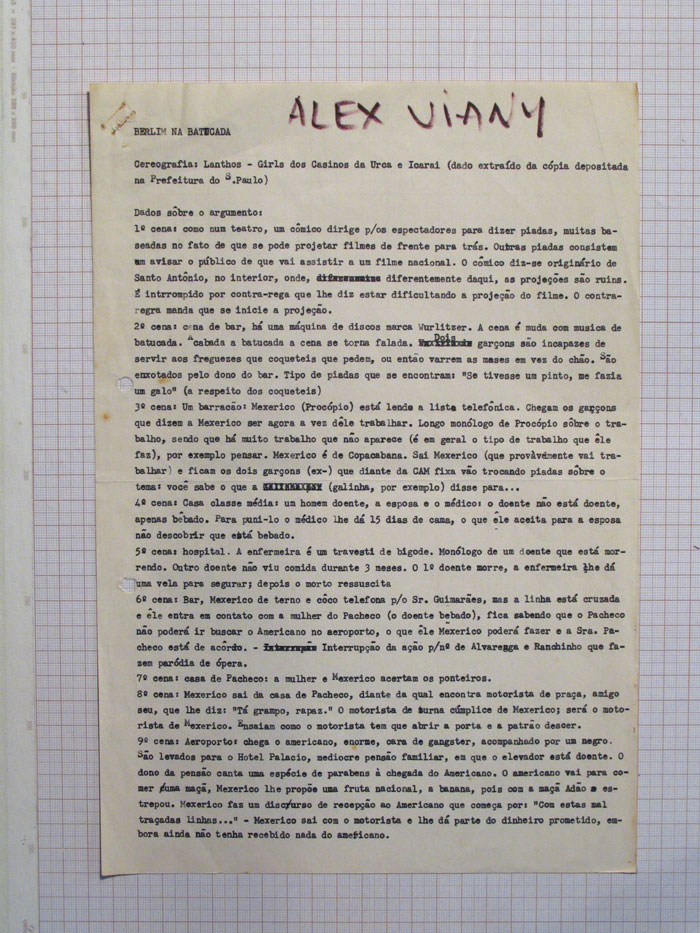 ALEX VIANY
BERLIM NA BATUCADA
Cereografia: Lanthos - Girls dos Casinos da Urca e Icarai (dado extraído da cópia depositada
na Prefeitura do S.Paulo)
Dados sôbre o argumento:
1º cena: como num teatro, um cômico dirige p/os espectadores para dizer piadas, muitas ba-
seadas no fato de que se pode projetar filmes de frente para trás. Outras piadas consistem
em avisar o público de que vai assistir a um filme nacional. O cômico diz-se originário de
Santo Antônio, no interior, onde, diferentemente daqui, as projeções são ruins.
É intrrompido por contra-rega que lhe diz estar dificultando a projeção do filme. O contra-
regra manda que se inicie a projeção.
2º cena: cena de bar, há uma máquina de discos marca Wurlitzer. A cena é muda com musica de
batucada. Acabada a batucada a cena se torna falada. Dois garçons são incapazes de
servir aos freguezes que coqueteis que pedem, ou então varrem as mases em vez do chão. São
enxotados pelo dono do bar. Tipo de piadas que se encontram: "Se tivesse um pinto, me fazia
um galo" (a respeito dos coqueteis)
3º cena: Um barracão: Mexerico (Procópio) está lendo a lista telefônica. Chegam os garçons
que dizem a Mexerico ser agora a vez dêle trabalhar. Longo monólogo de Procópio sôbre o tra-
balho, sendo que há muito trabalho que não aparece (é em geral o tipo de trabalho que êle
faz), por exemplo pensar. Mexerico é de Copacabana. Sai Mexerico (que provàvelmente vai tra-
balhar) e ficam os dois garçons (ex-) que diante da CAM fixa vão trocando piadas sôbre o
tema: você sabe o que a (galinha, por exemplo) disse para...
4º cena: Casa classe média: um homem doente, a esposa e o médico: o doente não está doente,
apenas bêbado. Para puni-lo o médico lhe dá 15 dias de cama, o que êle aceita para a esposa
não descobrir que está bebado.
5º cena: hospital. A enfermeira é um travesti de bigode. Monólogo de um doente que está mor-
rendo. Outro doente não viu comida durante 3 meses. O 1º doente morre, a enfermeira lhe dá
uma vela para segurar; depois o morto ressuscita
6º cena: Bar, Mexerico de terno e côco telefona p/o Sr. Guimarães, mas a linha está cruzada
e êle entra em contato com a mulher do Pacheco (o doente bebado), fica sabendo que o Pacheco
não poderá ir buscar o Americano no aeroporto, o que êle Mexerico poderá fazer e a Sra. Pa-
checo está de acôrdo. - Interrupção da ação p/nº de Alvarenga e Ranchinho que fa-
zem paródia de ópera.
7º cena: casa de Pacheco: a mulher e Mexerico acertam os ponteiros.
8º cena: Mexerico sai da casa de Pacheco, diante da qual encontra motorista de praça, amigo
seu, que lhe diz: "Tá grampo, rapaz." O motorista de turna cúmplice de Mexerico; será o moto-
rista de Mexerico. Ensaiam como o motorista tem que abrir a porta e a patrão descer.
9º cena: Aeroporto: chega o americano, enorme, cara de gangster, acompanhado por um negro.
São levados para o Hotel Palacio, mediocre pensão familiar, em que o elevador está doente. O
dono da pensão canta uma espécie de parabens à chegada do Americano. O americano vai para co-
mer uma maçã, Mexerico lhe propõe uma fruta nacional, a banana, pois com a maçã Adão s es-
trepou. Mexerico faz um discurso de recepção ao Americano que começa por: "Com estas mal
traçadas linhas..." - Mexerico sai com o motorista e lhe dá parte do dinheiro prometido, em-
bora ainda não tenha recebido nada do americano.